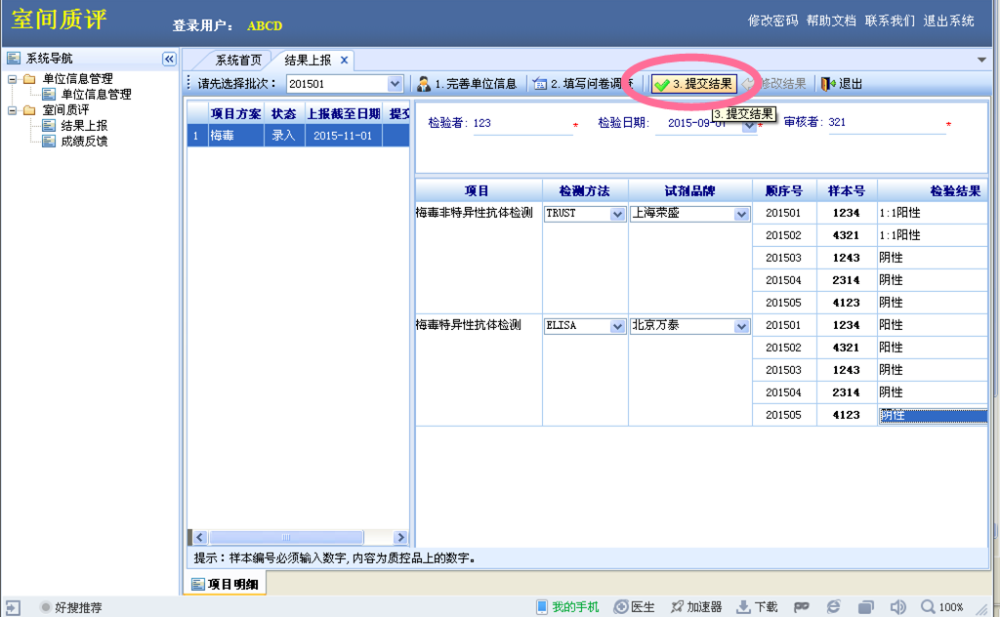 室间质评
登录用户： ABCD
修改密码 帮助文档 联系我们 退出系统
系统导航
单位信息管理
单位信息管理
室间质评
结果上报
成绩反馈
系统首页 结果上报
请先选择批次： 201501 1.完善单位信息 2.填写问卷调 3.提交结果 修改结果 退出
3.提交结果
项目方案 状态 上报截至日期 提交
1 梅毒 录入 2015-11-01
检验者: 123 * 检验日期: 2015-09-01 * 审核者: 321 *
项目 检测方法 试剂品牌 顺序号 样本号 检验结果
梅毒非特异性抗体检测 TRUST 上海荣盛 201501 1234 1:1阳性
201502 4321 1:1阳性
201503 1243 阴性
201504 2314 阴性
201505 4123 阴性
梅毒特异性抗体检测 ELISA 北京万泰 201501 1234 阳性
201502 4321 阳性
201503 1243 阴性
201504 2314 阴性
201505 4123 阴性
提示：样本编号必须输入数字,内容为质控品上的数字。
项目明细
好搜推荐 我的手机 医生 加速器 下载 100%